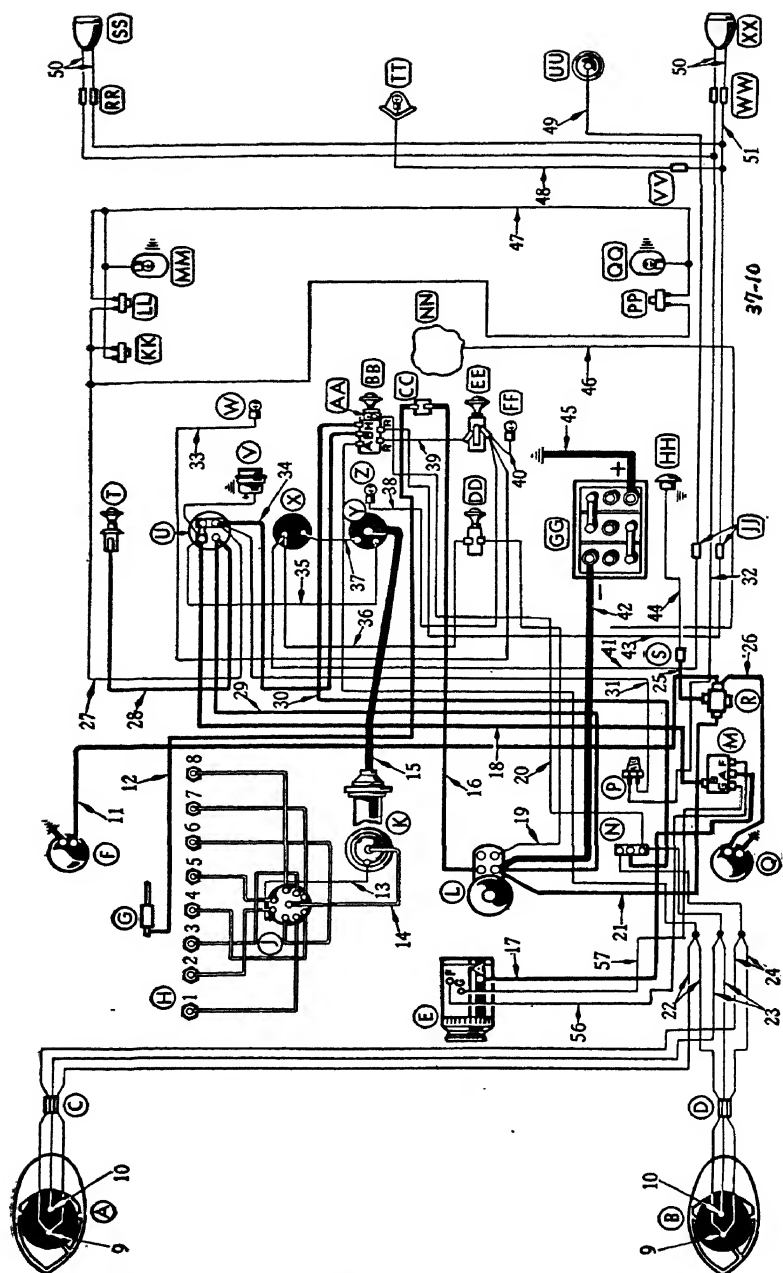 SS
50
RR
TT
UU
49
XX
50
WW
51
VV
48
47
MM
LL
KK
QQ
PP
37-10
NN
46
W
33
V
34
U
T
X
Y
Z
AA
BB
A
B
H
R
T
R
CC
EE
FF
39
40
38
37
35
36
DD
45
GG
+
−
42
HH
JJ
44
43
41
32
S
27
28
29
30
31
25
26
R
11
12
F
G
15
K
16
18
20
19
L
P
N
M
B
G
A
F
O
H
1
2
3
4
5
6
7
8
J
13
14
E
F
G
A
17
21
57
56
22
23
24
C
D
A
9
10
B
9
10